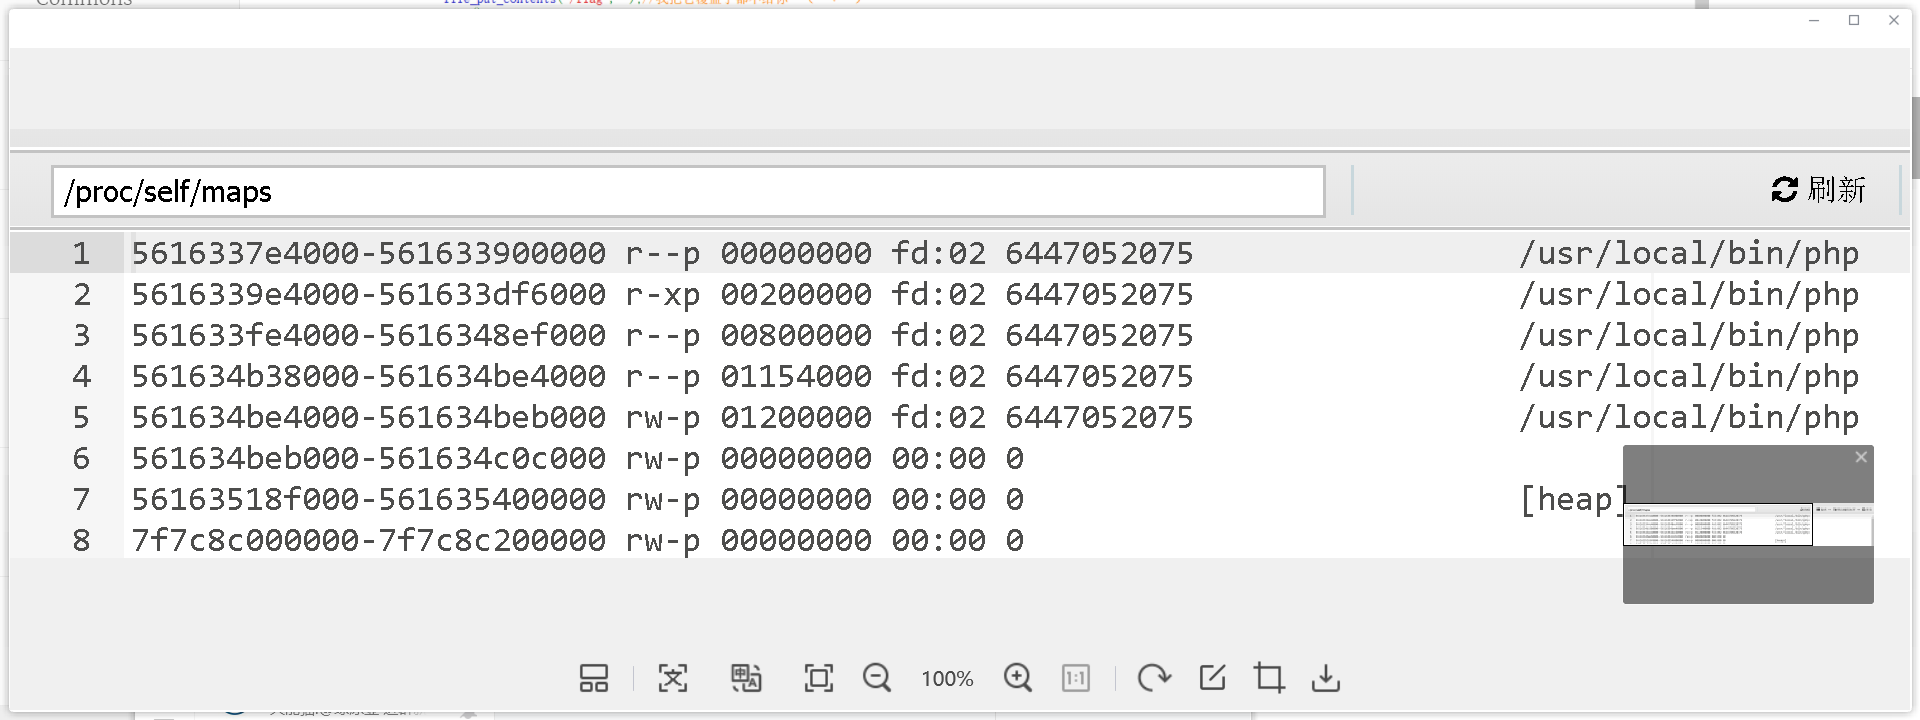 Commons
/proc/self/maps
刷新
1 5616337e4000-561633900000 r--p 00000000 fd:02 6447052075 /usr/local/bin/php
2 5616339e4000-561633df6000 r-xp 00200000 fd:02 6447052075 /usr/local/bin/php
3 561633fe4000-5616348ef000 r--p 00800000 fd:02 6447052075 /usr/local/bin/php
4 561634b38000-561634be4000 r--p 01154000 fd:02 6447052075 /usr/local/bin/php
5 561634be4000-561634beb000 rw-p 01200000 fd:02 6447052075 /usr/local/bin/php
6 561634beb000-561634c0c000 rw-p 00000000 00:00 0
7 56163518f000-561635400000 rw-p 00000000 00:00 0 [heap]
8 7f7c8c000000-7f7c8c200000 rw-p 00000000 00:00 0
100%
1:1